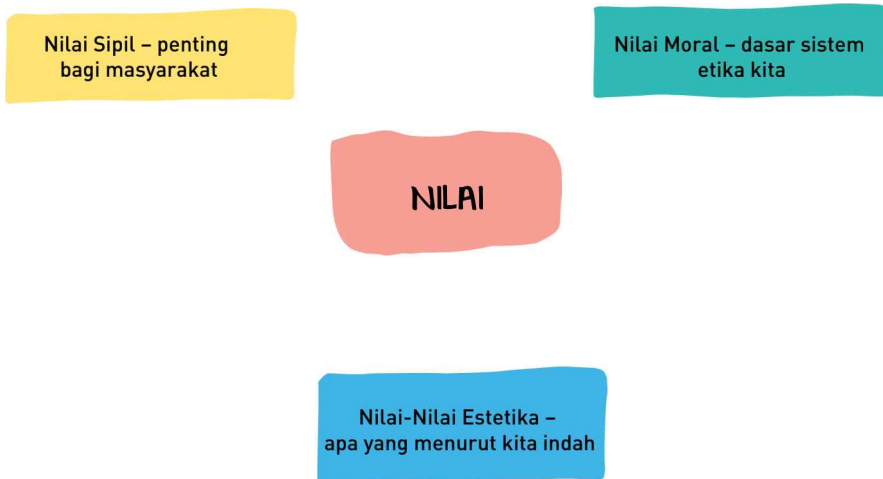 Nilai Sipil – penting
bagi masyarakat
Nilai Moral – dasar sistem
etika kita
NILAI
Nilai-Nilai Estetika –
apa yang menurut kita indah